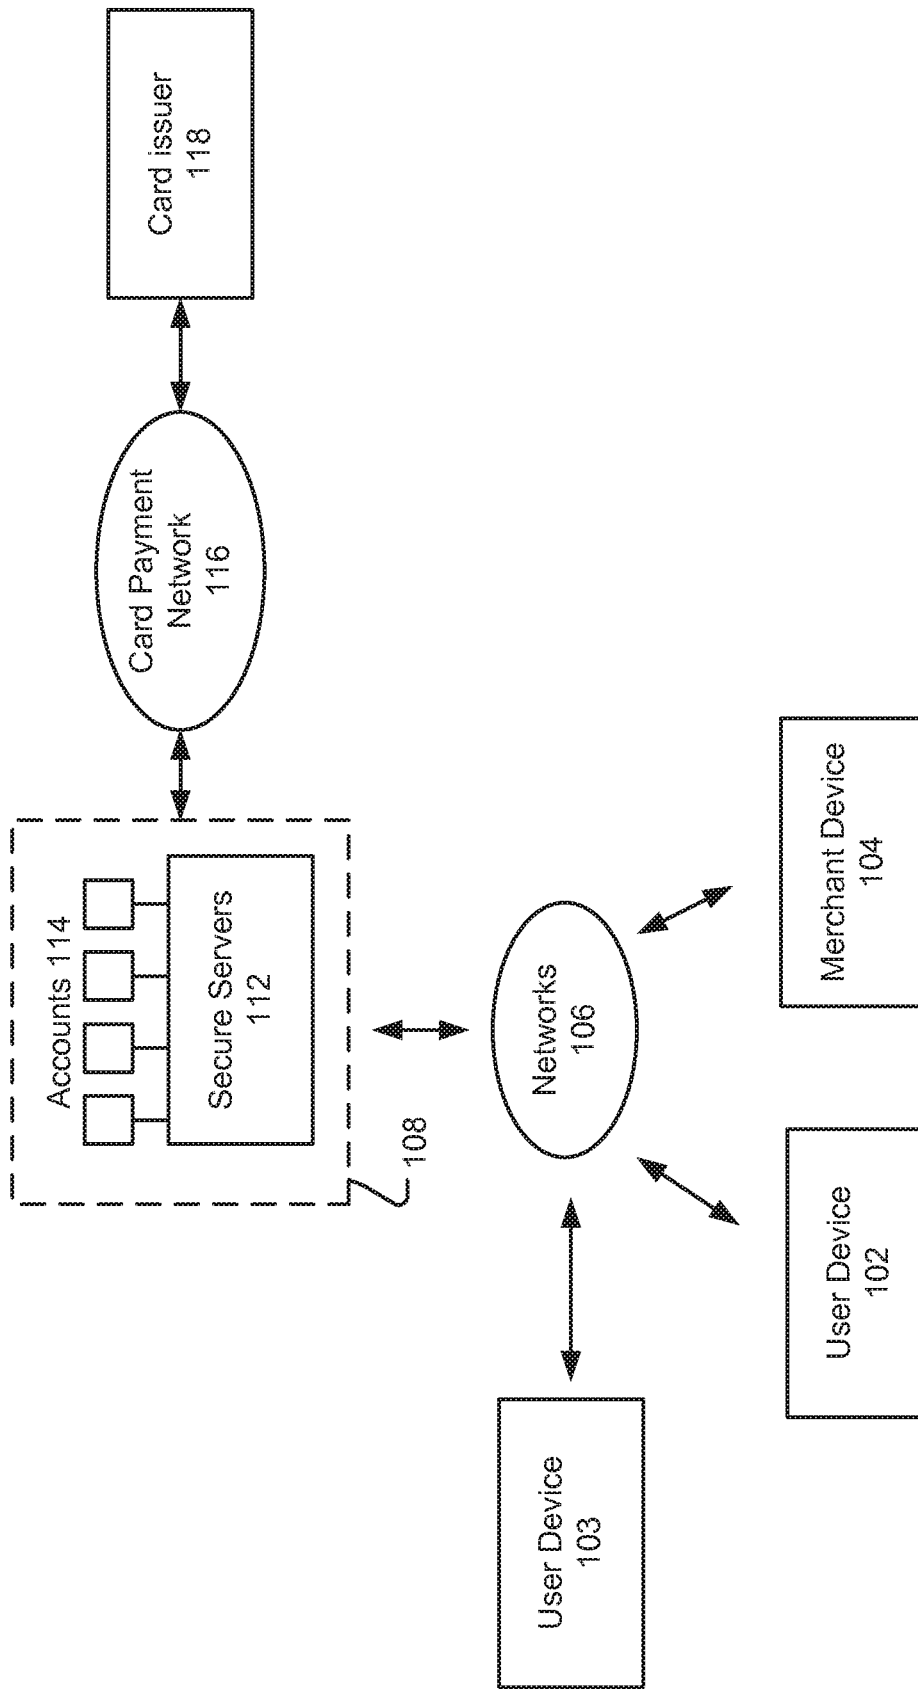 Accounts 114
Secure Servers
112
108
Card Payment
Network
116
Card issuer
118
Networks
106
User Device
103
User Device
102
Merchant Device
104